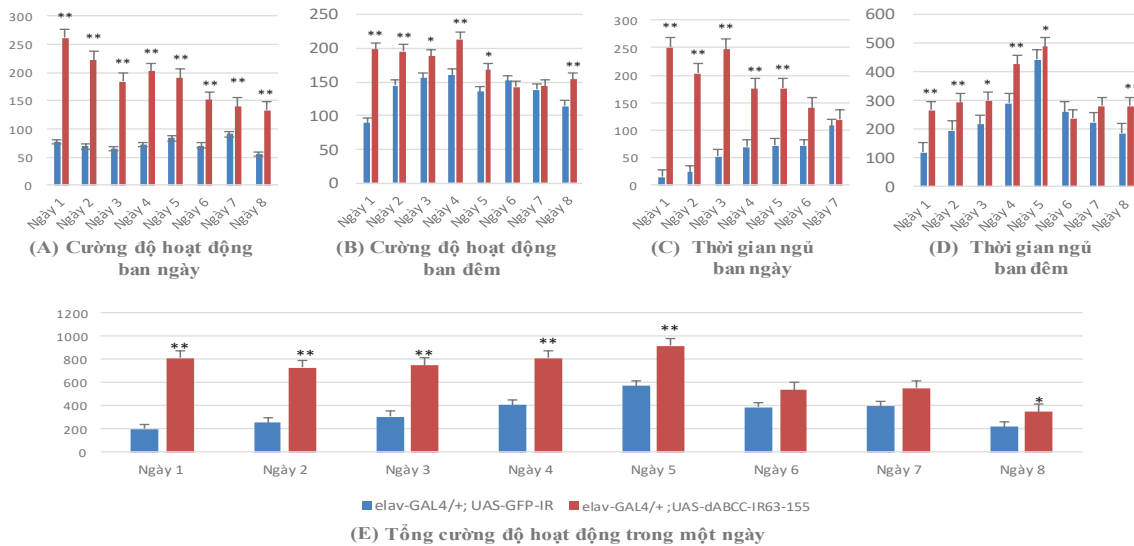 300
250
200
150
100
50
0
** ** ** ** ** ** ** **
Ngày 1 Ngày 2 Ngày 3 Ngày 4 Ngày 5 Ngày 6 Ngày 7 Ngày 8
(A) Cường độ hoạt động
ban ngày
250
200
150
100
50
0
** ** * ** * **
Ngày 1 Ngày 2 Ngày 3 Ngày 4 Ngày 5 Ngày 6 Ngày 7 Ngày 8
(B) Cường độ hoạt động
ban đêm
300
250
200
150
100
50
0
** ** ** ** **
Ngày 1 Ngày 2 Ngày 3 Ngày 4 Ngày 5 Ngày 6 Ngày 7
(C) Thời gian ngủ
ban ngày
600
500
400
300
200
100
0
** ** * ** * **
Ngày 1 Ngày 2 Ngày 3 Ngày 4 Ngày 5 Ngày 6 Ngày 7 Ngày 8
(D) Thời gian ngủ
ban đêm
1200
1000
800
600
400
200
0
** ** ** ** ** *
Ngày 1 Ngày 2 Ngày 3 Ngày 4 Ngày 5 Ngày 6 Ngày 7 Ngày 8
elav-GAL4/+; UAS-GFP-IR elav-GAL4/+ ;UAS-dABCC-IR63-155
(E) Tổng cường độ hoạt động trong một ngày